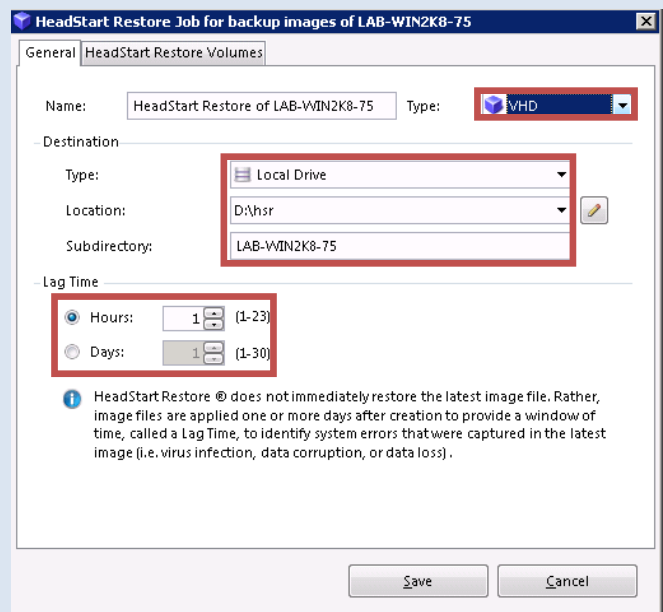 HeadStart Restore Job for backup images of LAB-WIN2K8-75
General HeadStart Restore Volumes
Name: HeadStart Restore of LAB-WIN2K8-75 Type: VHD
Destination
Type: Local Drive
Location: D:\hsr
Subdirectory: LAB-WIN2K8-75
Lag Time
Hours: 1 (1-23)
Days: 1 (1-30)
HeadStart Restore ® does not immediately restore the latest image file. Rather,
image files are applied one or more days after creation to provide a window of
time, called a Lag Time, to identify system errors that were captured in the latest
image (i.e. virus infection, data corruption, or data loss) .
Save Cancel